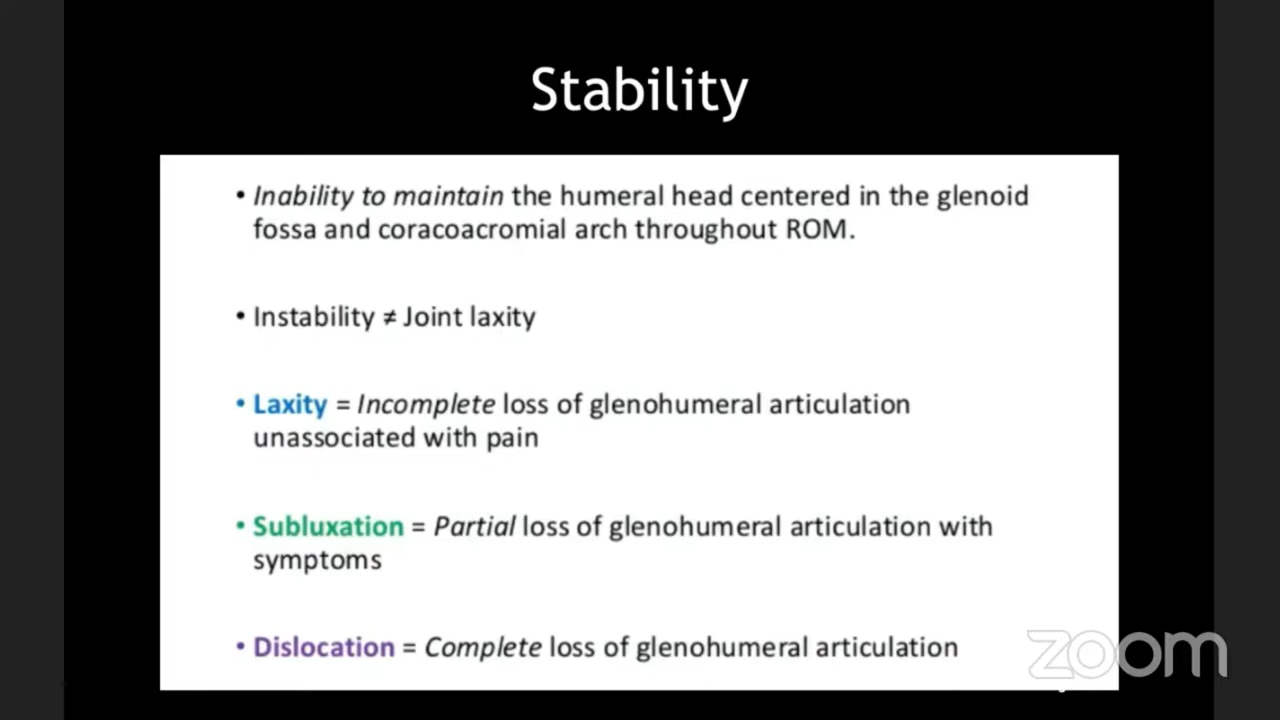 Stability
• Inability to maintain the humeral head centered in the glenoid
fossa and coracoacromial arch throughout ROM.
• Instability ≠ Joint laxity
• Laxity = Incomplete loss of glenohumeral articulation
unassociated with pain
• Subluxation = Partial loss of glenohumeral articulation with
symptoms
• Dislocation = Complete loss of glenohumeral articulation
zoom